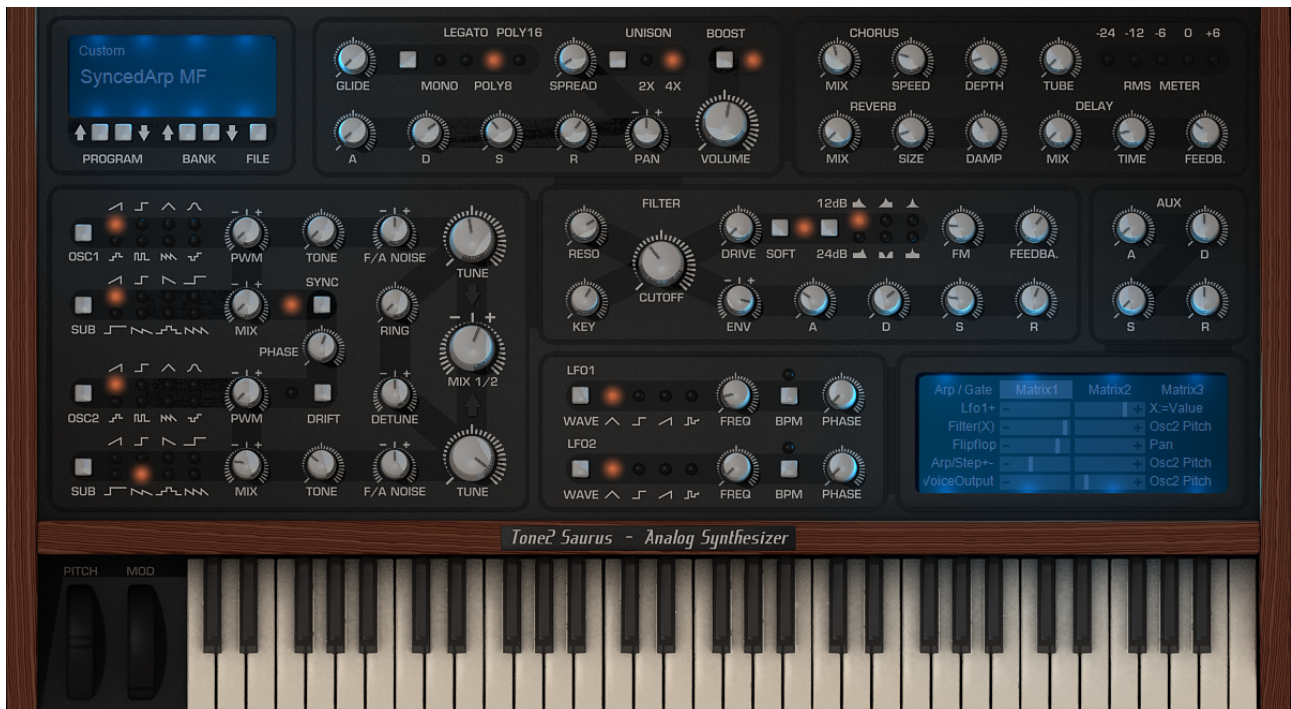 Custom
SyncedArp MF
PROGRAM BANK FILE
LEGATO POLY16 UNISON BOOST
GLIDE MONO POLY8 SPREAD 2X 4X
A D S R PAN VOLUME
CHORUS -24 -12 -6 0 +6
MIX SPEED DEPTH TUBE RMS METER
REVERB DELAY
MIX SIZE DAMP MIX TIME FEEDB.
OSC1 PWM TONE F/A NOISE TUNE
SYNC
SUB MIX RING
PHASE
MIX 1/2
OSC2 PWM DRIFT DETUNE
SUB MIX TONE F/A NOISE TUNE
FILTER 12dB
RESO DRIVE SOFT 24dB FM FEEDBA.
CUTOFF
KEY ENV A D S R
AUX
A D
S R
LFO1
WAVE FREQ BPM PHASE
LFO2
WAVE FREQ BPM PHASE
Arp / Gate Matrix1 Matrix2 Matrix3
Lfo1+ - + X:=Value
Filter(X) - + Osc2 Pitch
Flipflop - + Pan
Arp/Step+- - + Osc2 Pitch
VoiceOutput - + Osc2 Pitch
Tone2 Saurus - Analog Synthesizer
PITCH MOD